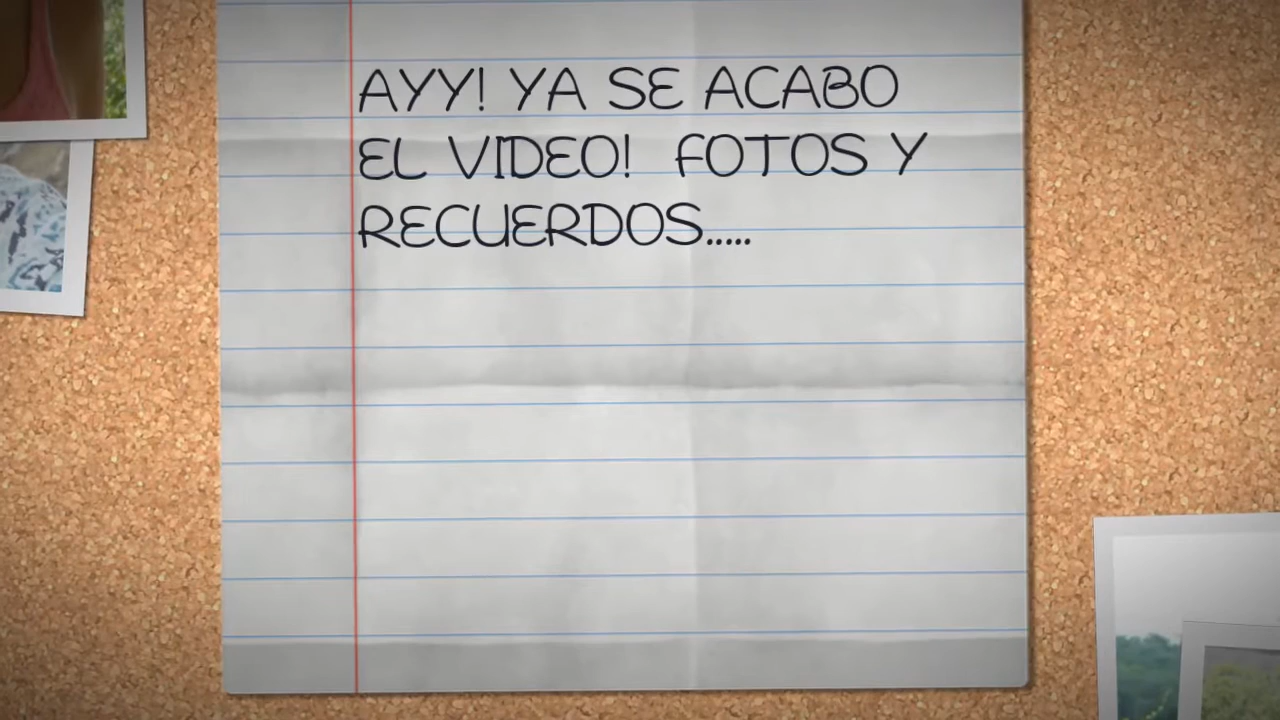 AYY! YA SE ACABO
EL VIDEO! FOTOS Y
RECUERDOS.....